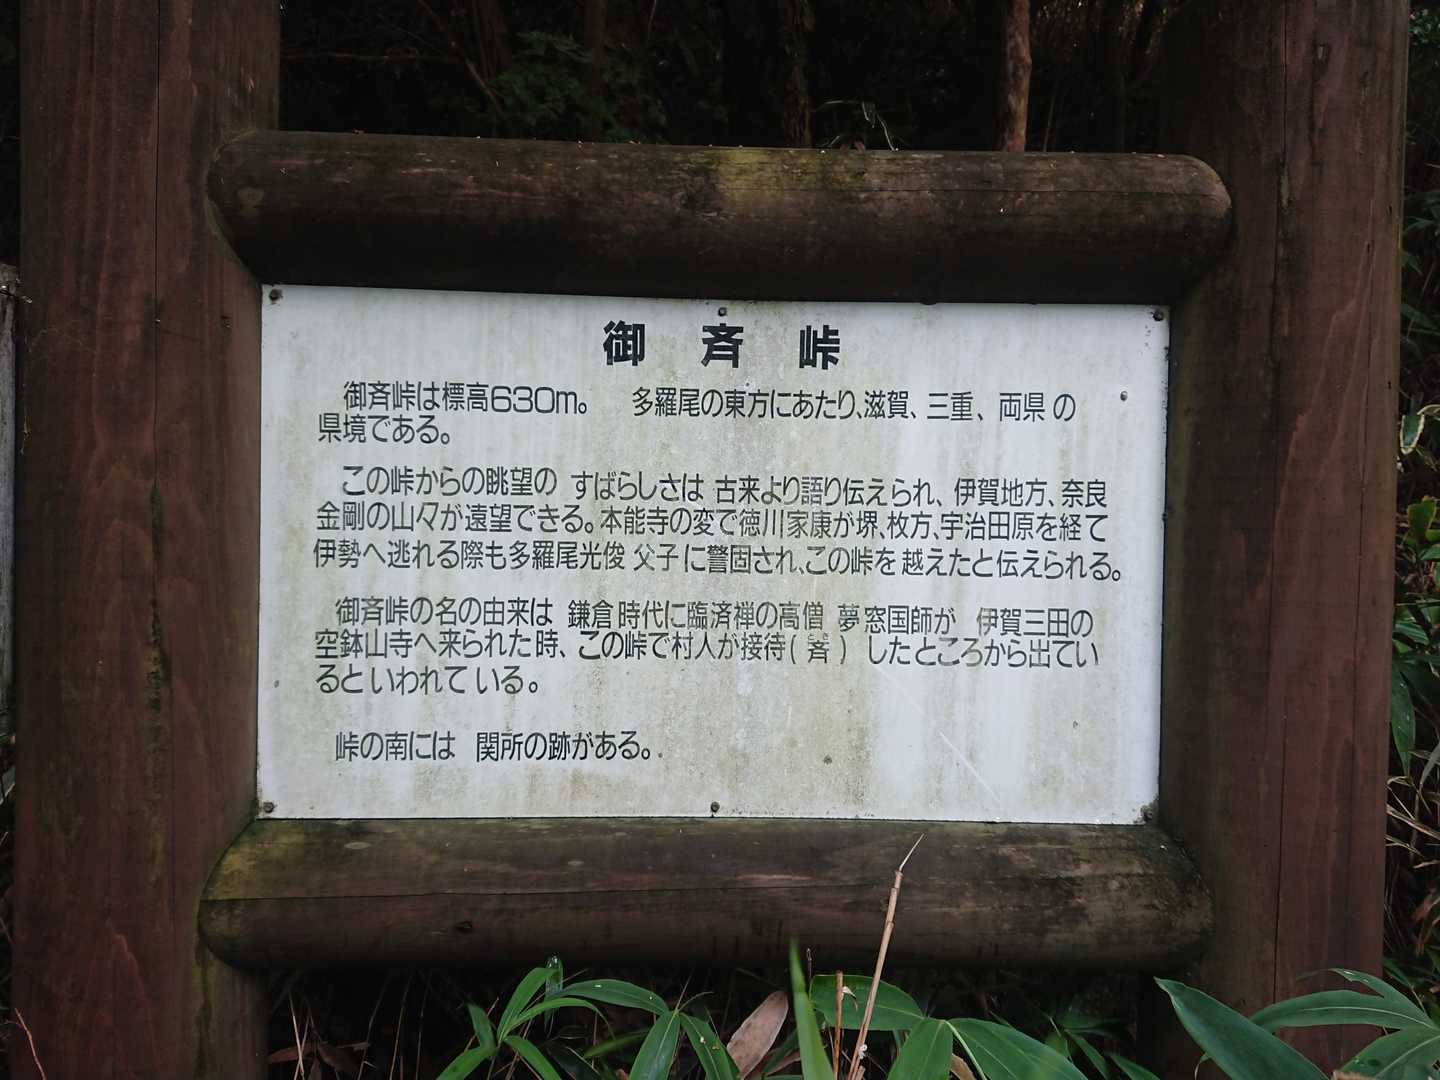 御斉峠
御斉峠は標高630m。 多羅尾の東方にあたり、滋賀、三重、両県の
県境である。
この峠からの眺望の すばらしさは 古来より語り伝えられ、伊賀地方、奈良
金剛の山々が遠望できる。本能寺の変で徳川家康が堺、枚方、宇治田原を経て
伊勢へ逃れる際も多羅尾光俊 父子に警固され、この峠を越えたと伝えられる。
御斉峠の名の由来は 鎌倉時代に臨済禅の高僧 夢窓国師が 伊賀三田の
空鉢山寺へ来られた時、この峠で村人が接待( 斉 ) したところから出てい
るといわれている。
峠の南には 関所の跡がある。